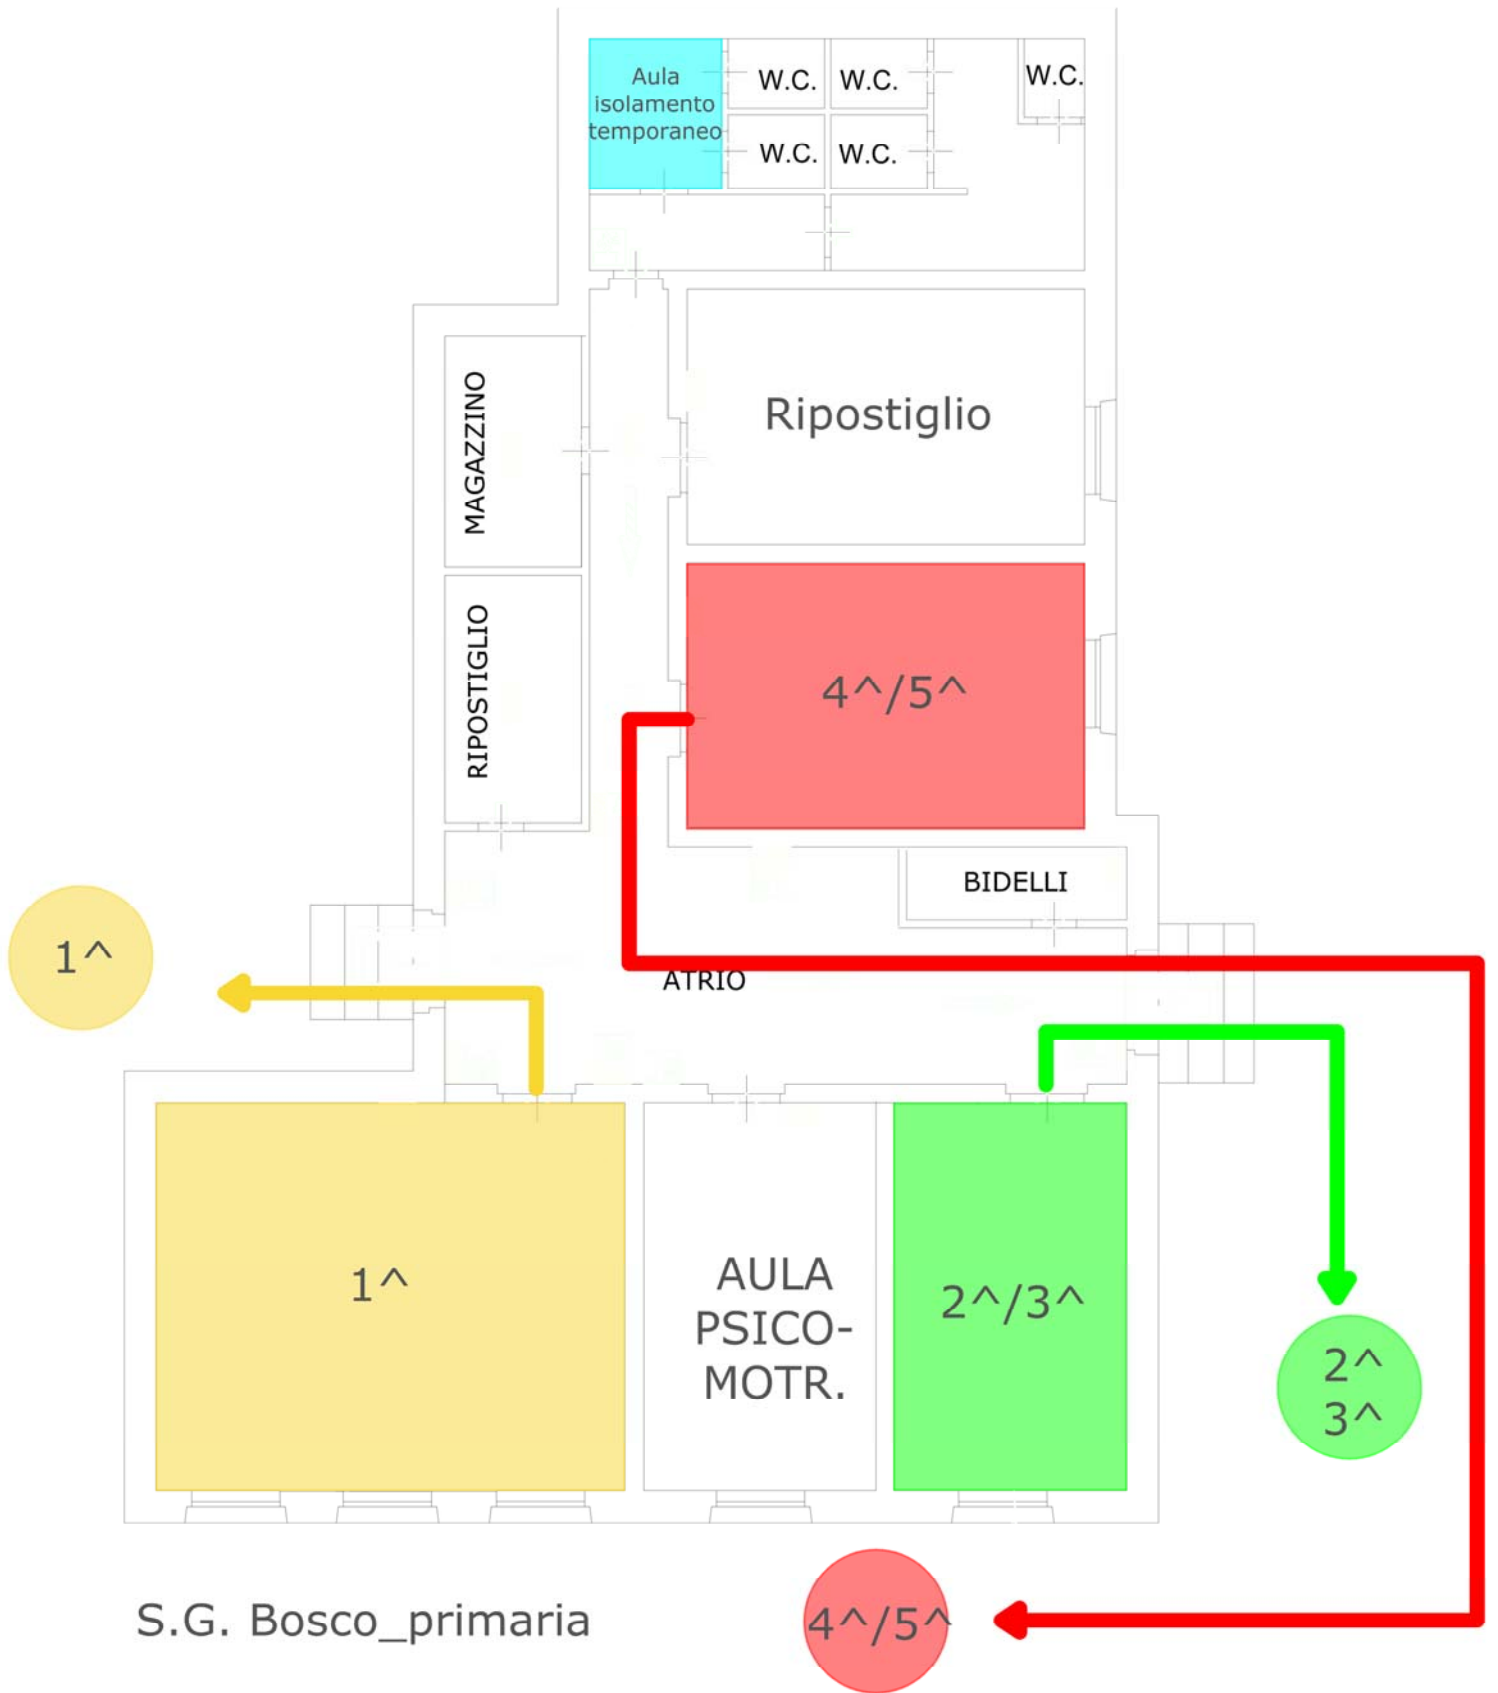 Aula
isolamento
temporaneo
W.C.
W.C.
W.C.
W.C.
W.C.
MAGAZZINO
Ripostiglio
RIPOSTIGLIO
4^/5^
BIDELLI
1^
ATRIO
1^
AULA
PSICO-
MOTR.
2^/3^
2^
3^
S.G. Bosco_primaria
4^/5^